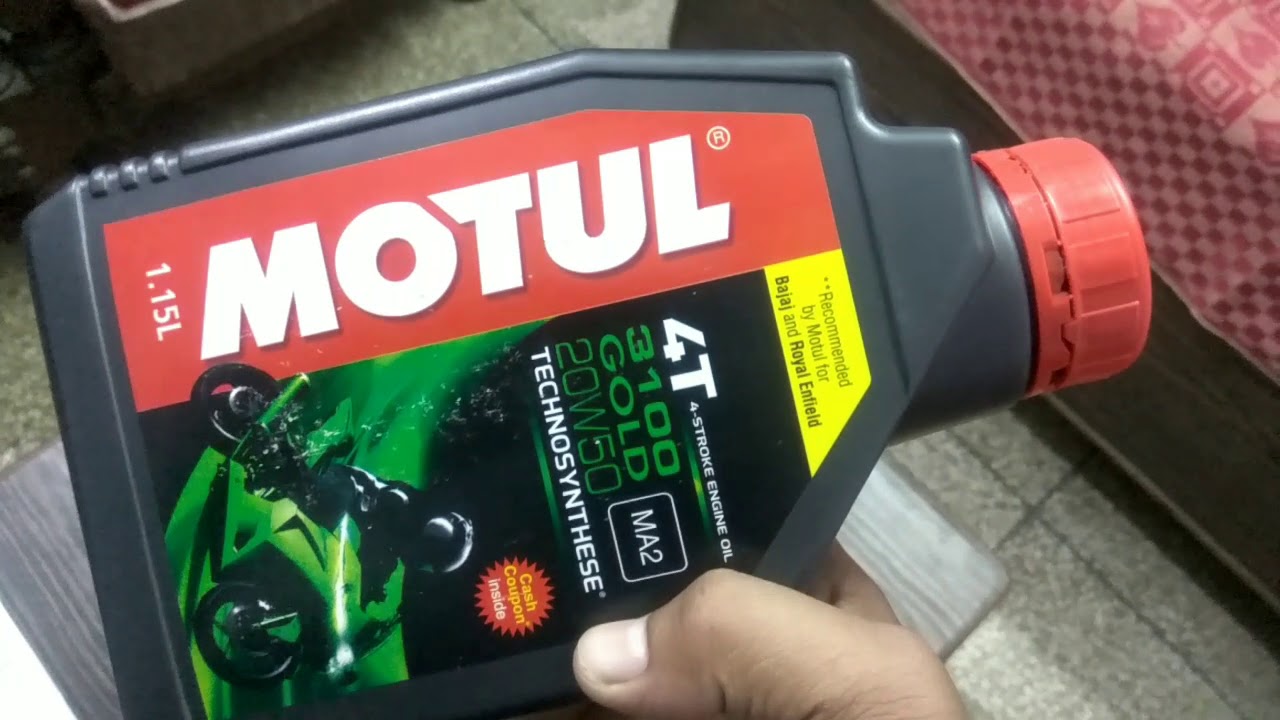 MOTUL®
1.15L
**Recommended
by Motul for
Bajaj and Royal Enfield
4T 4-STROKE ENGINE OIL
3100
GOLD
20W50
MA2
TECHNOSYNTHESE®
Cash
Coupon*
inside